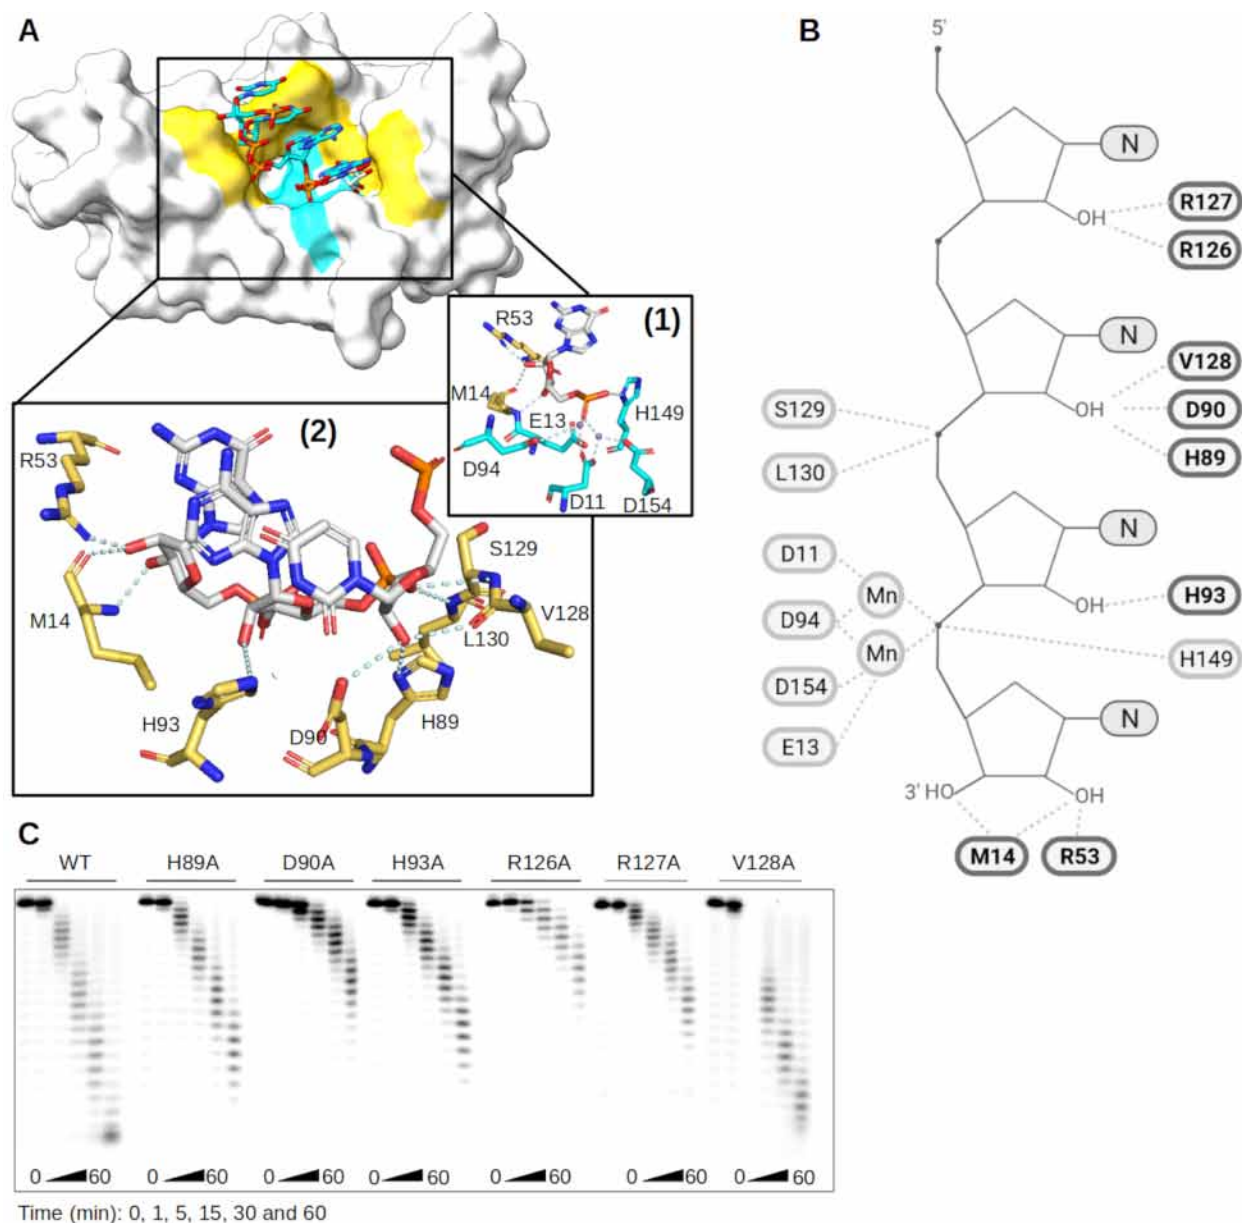 A
(1)
R53
M14
E13
H149
D94
D11
D154
(2)
R53
M14
S129
V128
L130
H93
D90
H89
B
5'
N
R127
OH
R126
N
V128
S129
OH
D90
L130
H89
D11
N
Mn
OH
H93
D94
Mn
H149
D154
E13
N
3' HO
OH
M14
R53
C
WT H89A D90A H93A R126A R127A V128A
0 60 0 60 0 60 0 60 0 60 0 60 0 60
Time (min): 0, 1, 5, 15, 30 and 60